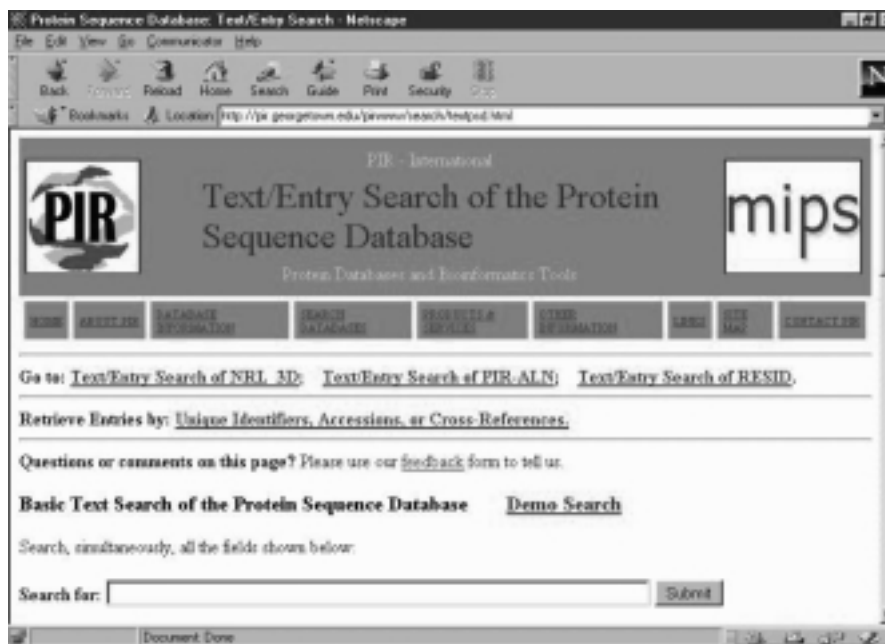 Protein Sequence Database: Text/Entry Search - Netscape
File Edit View Go Communicator Help
Back Forward Reload Home Search Guide Print Security Stop
N
Bookmarks Location: http://pir.georgetown.edu/pirwww/search/textpsd.html
PIR - International
PIR
Text/Entry Search of the Protein
Sequence Database
mips
Protein Databases and Bioinformatics Tools
HOME ABOUT PIR DATABASE INFORMATION SEARCH DATABASES PRODUCTS & SERVICES OTHER INFORMATION LINKS SITE MAP CONTACT PIR
Go to: Text/Entry Search of NRL_3D; Text/Entry Search of PIR-ALN; Text/Entry Search of RESID.
Retrieve Entries by: Unique Identifiers, Accessions, or Cross-References.
Questions or comments on this page? Please use our feedback form to tell us.
Basic Text Search of the Protein Sequence Database Demo Search
Search, simultaneously, all the fields shown below:
Search for: Submit
Document: Done